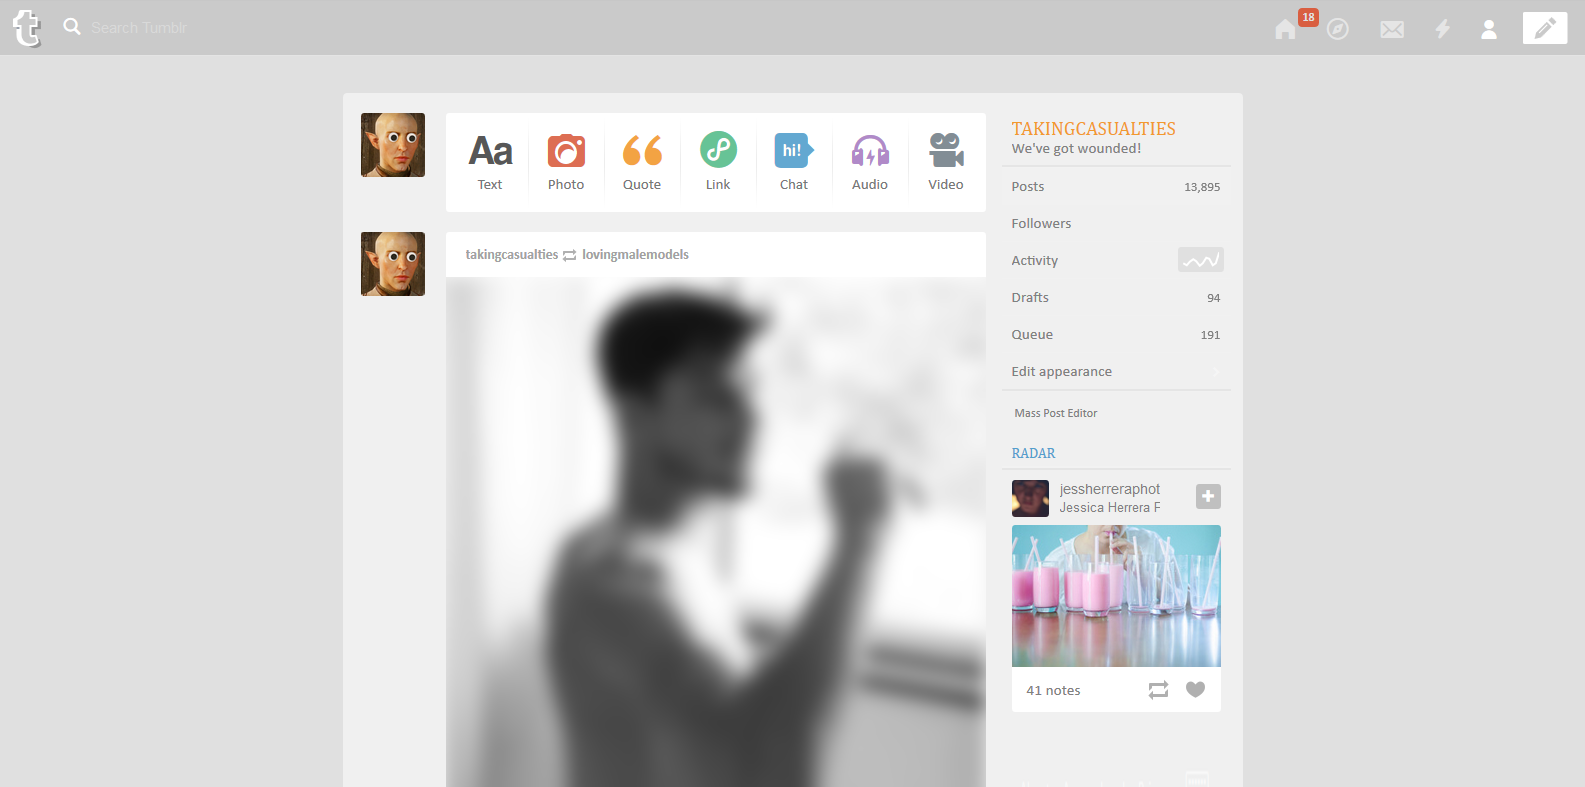 t
Search Tumblr
18
Aa
hi!
Text
Photo
Quote
Link
Chat
Audio
Video
takingcasualties lovingmalemodels
TAKINGCASUALTIES
We've got wounded!
Posts 13,895
Followers
Activity
Drafts 94
Queue 191
Edit appearance
Mass Post Editor
RADAR
jessherreraphot
Jessica Herrera F
41 notes